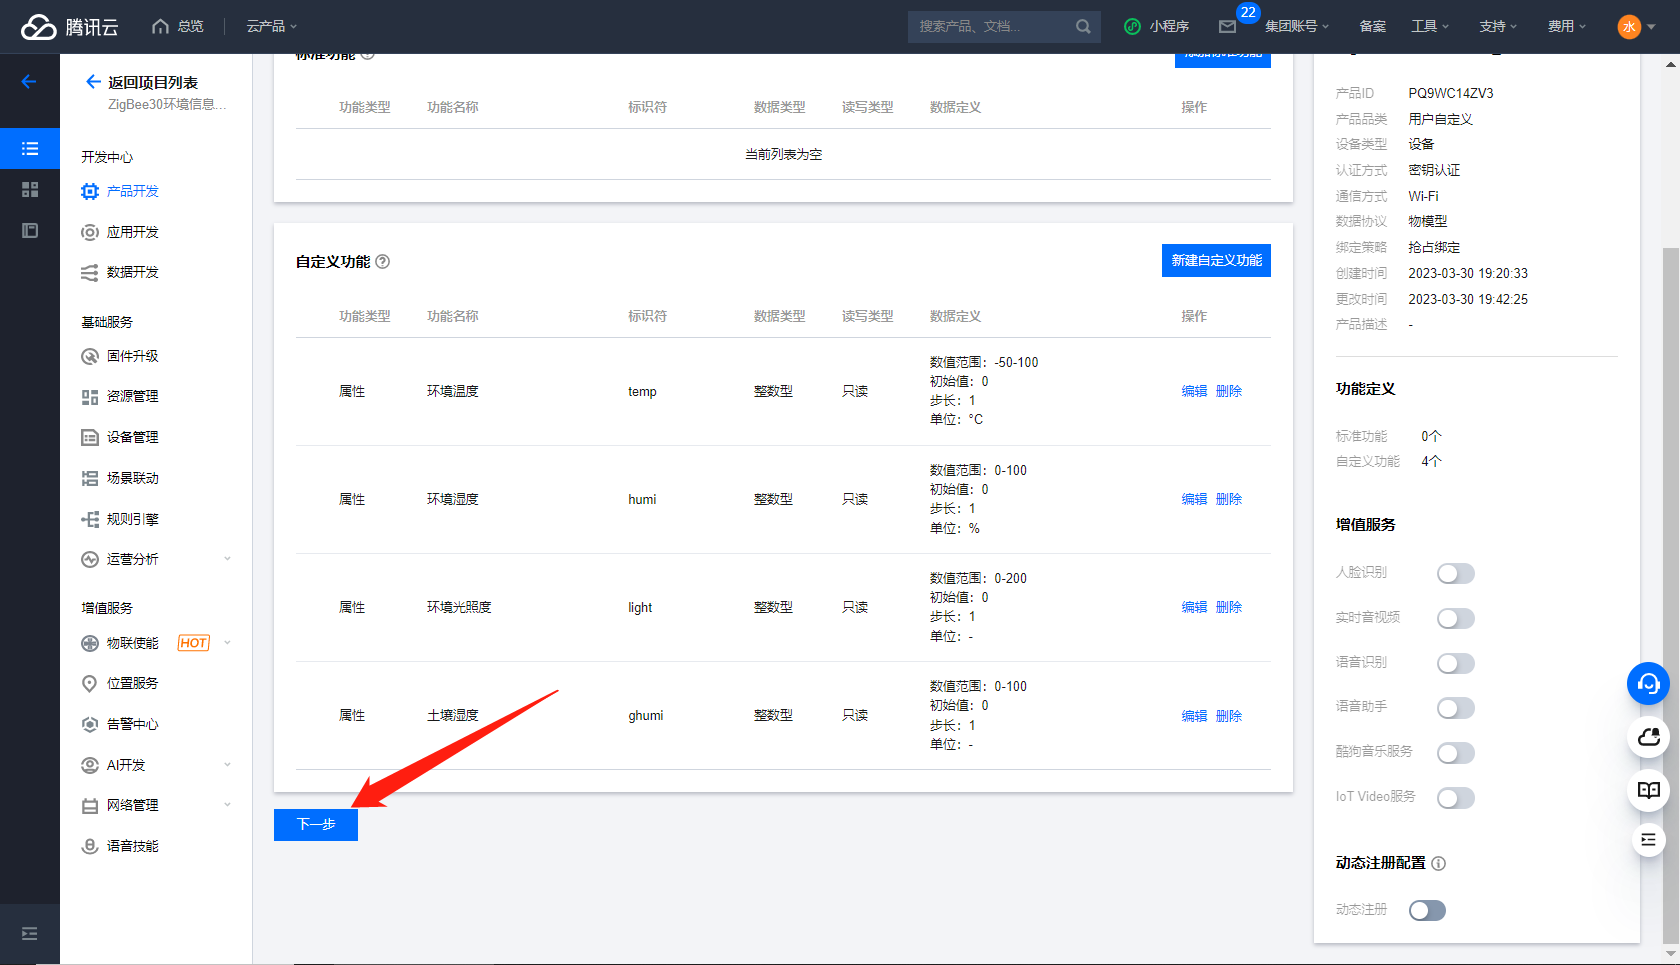 腾讯云
总览
云产品
搜索产品、文档...
小程序
22
集团账号
备案
工具
支持
费用
水
返回项目列表
ZigBee30环境信息...
开发中心
产品开发
应用开发
数据开发
基础服务
固件升级
资源管理
设备管理
场景联动
规则引擎
运营分析
增值服务
物联使能 HOT
位置服务
告警中心
AI开发
网络管理
语音技能
标准功能
添加标准功能
功能类型 功能名称 标识符 数据类型 读写类型 数据定义 操作
当前列表为空
自定义功能
新建自定义功能
功能类型 功能名称 标识符 数据类型 读写类型 数据定义 操作
数值范围：-50-100
初始值：0
属性 环境温度 temp 整数型 只读 编辑 删除
步长：1
单位：°C
数值范围：0-100
初始值：0
属性 环境湿度 humi 整数型 只读 编辑 删除
步长：1
单位：%
数值范围：0-200
初始值：0
属性 环境光照度 light 整数型 只读 编辑 删除
步长：1
单位：-
数值范围：0-100
初始值：0
属性 土壤湿度 ghumi 整数型 只读 编辑 删除
步长：1
单位：-
下一步
产品ID PQ9WC14ZV3
产品品类 用户自定义
设备类型 设备
认证方式 密钥认证
通信方式 Wi-Fi
数据协议 物模型
绑定策略 抢占绑定
创建时间 2023-03-30 19:20:33
更改时间 2023-03-30 19:42:25
产品描述 -
功能定义
标准功能 0个
自定义功能 4个
增值服务
人脸识别
实时音视频
语音识别
语音助手
酷狗音乐服务
IoT Video服务
动态注册配置
动态注册